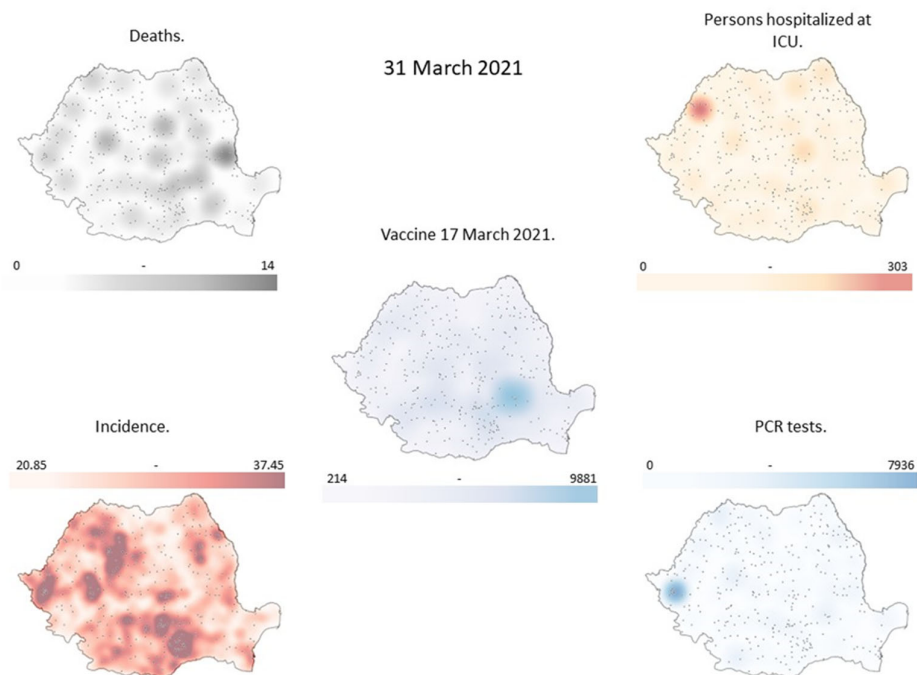 Deaths.
0 - 14
31 March 2021
Persons hospitalized at
ICU.
0 - 303
Vaccine 17 March 2021.
214 - 9881
Incidence.
20.85 - 37.45
PCR tests.
0 - 7936